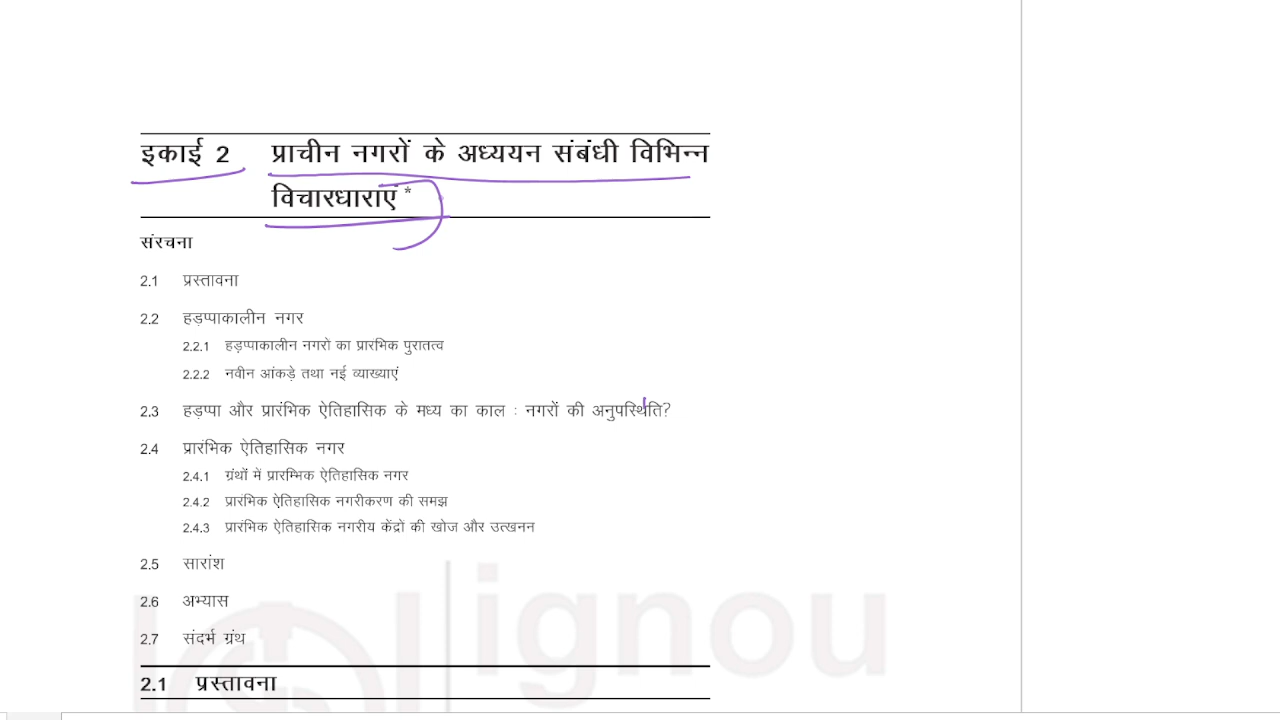 इकाई 2 प्राचीन नगरों के अध्ययन संबंधी विभिन्न
विचारधाराएं *
संरचना
2.1 प्रस्तावना
2.2 हड़प्पाकालीन नगर
2.2.1 हड़प्पाकालीन नगरों का प्रारंभिक पुरातत्व
2.2.2 नवीन आंकड़े तथा नई व्याख्याएं
2.3 हड़प्पा और प्रारंभिक ऐतिहासिक के मध्य का काल : नगरों की अनुपस्थिति?
2.4 प्रारंभिक ऐतिहासिक नगर
2.4.1 ग्रंथों में प्रारम्भिक ऐतिहासिक नगर
2.4.2 प्रारंभिक ऐतिहासिक नगरीकरण की समझ
2.4.3 प्रारंभिक ऐतिहासिक नगरीय केंद्रों की खोज और उत्खनन
2.5 सारांश
2.6 अभ्यास
2.7 संदर्भ ग्रंथ
ignou
2.1 प्रस्तावना